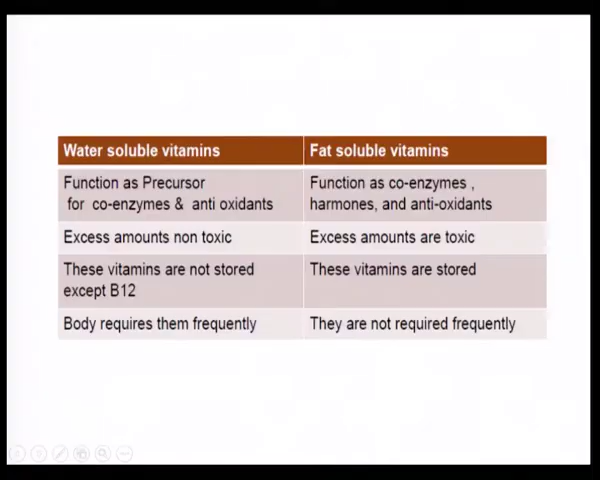 Water soluble vitamins
Fat soluble vitamins
Function as Precursor
for co-enzymes & anti oxidants
Function as co-enzymes ,
harmones, and anti-oxidants
Excess amounts non toxic
Excess amounts are toxic
These vitamins are not stored
except B12
These vitamins are stored
Body requires them frequently
They are not required frequently